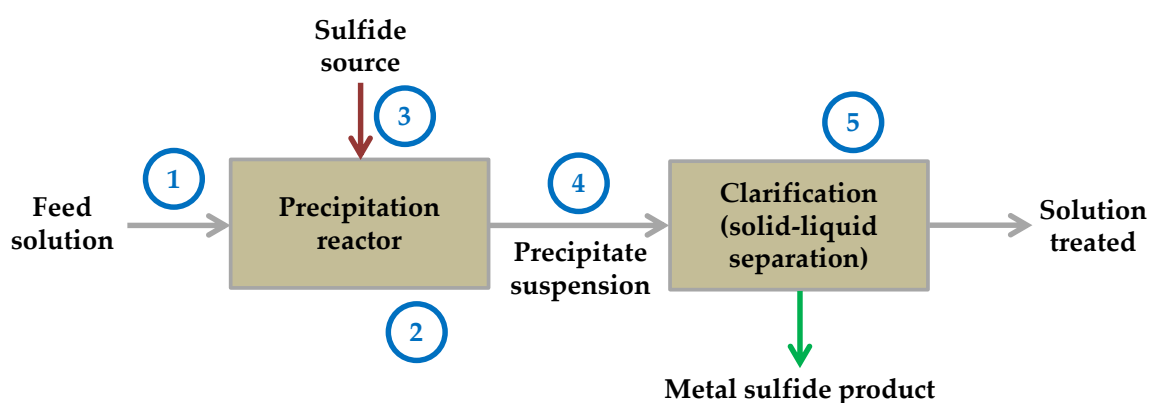 Sulfide
source
3
5
1
4
Feed
solution
Precipitation
reactor
Precipitate
suspension
Clarification
(solid-liquid
separation)
Solution
treated
2
Metal sulfide product